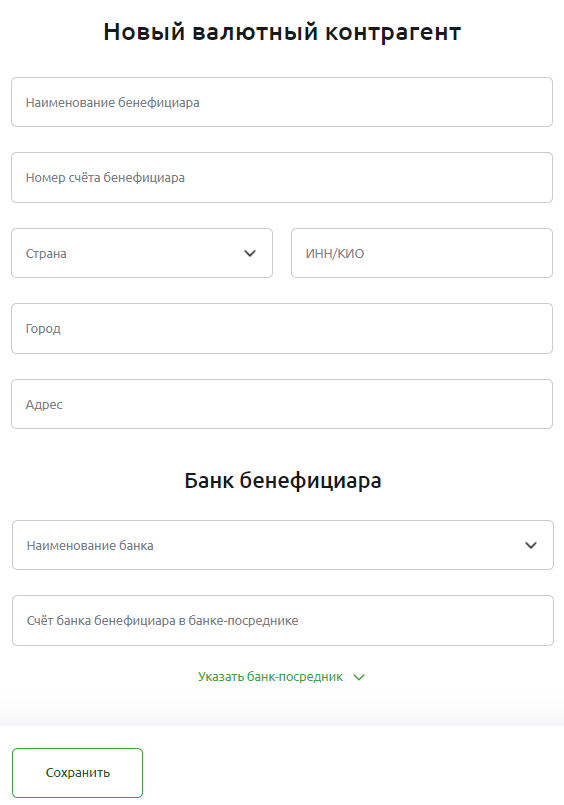 Новый валютный контрагент
Наименование бенефициара
Номер счёта бенефициара
Страна
ИНН/КИО
Город
Адрес
Банк бенефициара
Наименование банка
Счёт банка бенефициара в банке-посреднике
Указать банк-посредник
Сохранить